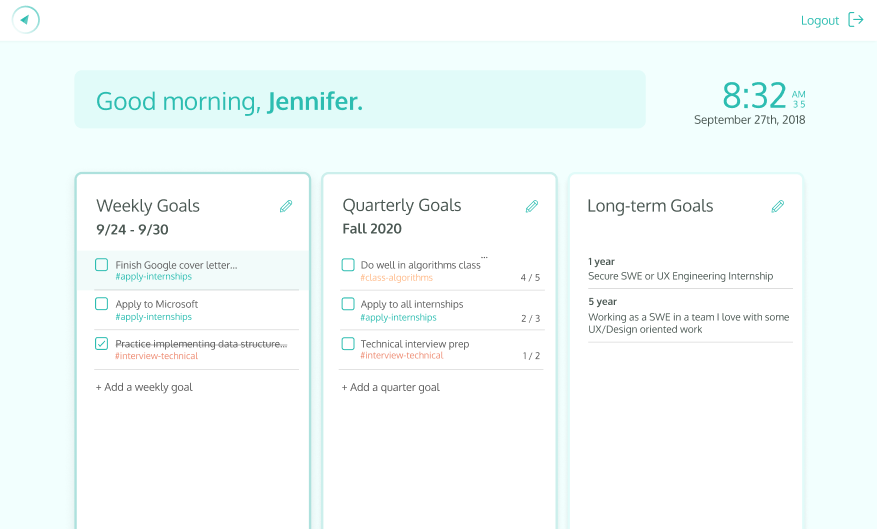 Logout
Good morning, Jennifer.
8:32 AM
35
September 27th, 2018
Weekly Goals
9/24 - 9/30
Finish Google cover letter...
#apply-internships
Apply to Microsoft
#apply-internships
Practice implementing data structure...
#interview-technical
+ Add a weekly goal
Quarterly Goals
Fall 2020
Do well in algorithms class...
#class-algorithms
4 / 5
Apply to all internships
#apply-internships
2 / 3
Technical interview prep
#interview-technical
1 / 2
+ Add a quarter goal
Long-term Goals
1 year
Secure SWE or UX Engineering Internship
5 year
Working as a SWE in a team I love with some
UX/Design oriented work